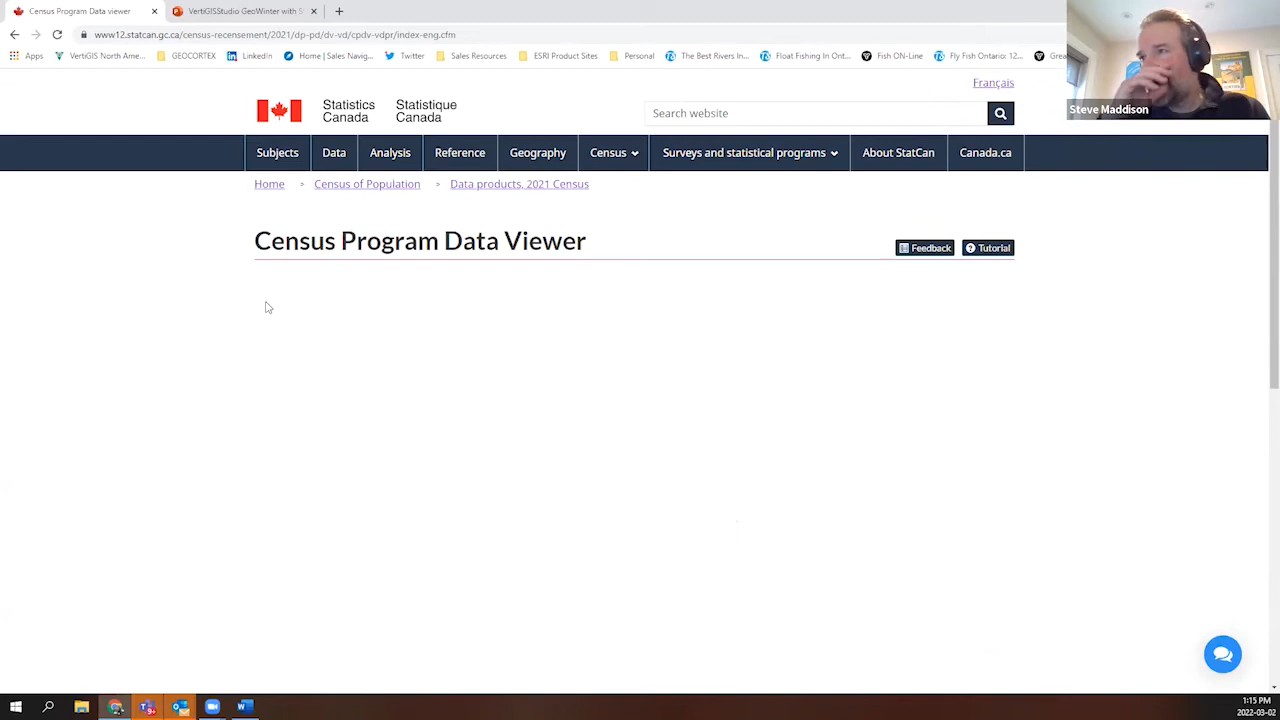 Census Program Data viewer
VertiGISStudio GeoWinter with S
www12.statcan.gc.ca/census-recensement/2021/dp-pd/dv-vd/cpdv-vdpr/index-eng.cfm
Apps
VertiGIS North Ame...
GEOCORTEX
LinkedIn
Home | Sales Navig...
Twitter
Sales Resources
ESRI Product Sites
Personal
The Best Rivers In...
Float Fishing In Ont...
Fish ON-Line
Fly Fish Ontario: 12...
Grea
Steve Maddison
Français
Statistics Canada
Statistique Canada
Search website
Subjects
Data
Analysis
Reference
Geography
Census
Surveys and statistical programs
About StatCan
Canada.ca
Home > Census of Population > Data products, 2021 Census
Census Program Data Viewer
Feedback
Tutorial
1:15 PM
2022-03-02